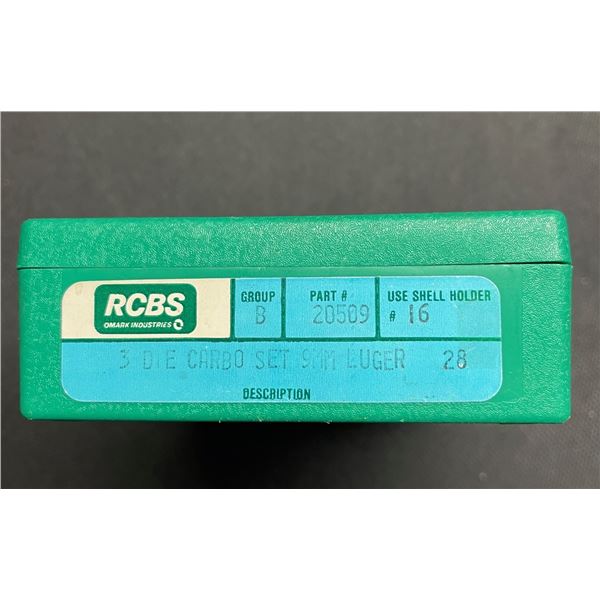 RCBS
OMARK INDUSTRIES
GROUP
B
PART #
20509
USE SHELL HOLDER
# 16
3 DIE CARBO SET 9MM LUGER 28
DESCRIPTION